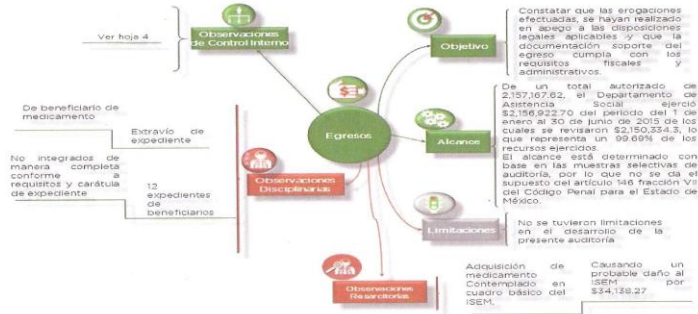 Ver hoja 4
Observaciones
de Control Interno
Objetivo
Constatar que las erogaciones
efectuadas, se hayan realizado
en apego a las disposiciones
legales aplicables y que la
documentación soporte del
egreso cumpla con los
requisitos fiscales y
administrativos.
Egresos
Alcances
De un total autorizado de
2,157,167.62, el Departamento de
Asistencia Social ejerció
$2,156,922.70 del periodo del 1 de
enero al 30 de junio de 2015 de los
cuales se revisaron $2,150,334.3, lo
que representa un 99.69% de los
recursos ejercidos.
El alcance está determinado con
base en las muestras selectivas de
auditoría, por lo que no se da el
supuesto del artículo 146 fracción VII
del Código Penal para el Estado de
México.
De beneficiario de
medicamento
Extravío de
expediente
No integrados de
manera completa
conforme a
requisitos y carátula
de expediente
12
expedientes
de
beneficiarios
Observaciones
Disciplinarias
Limitaciones
No se tuvieron limitaciones
en el desarrollo de la
presente auditoría
Observaciones
Resarcitorias
Adquisición de
medicamento
Contemplado en
cuadro básico del
ISEM,
Causando un
probable daño al
ISEM por
$34,138.27